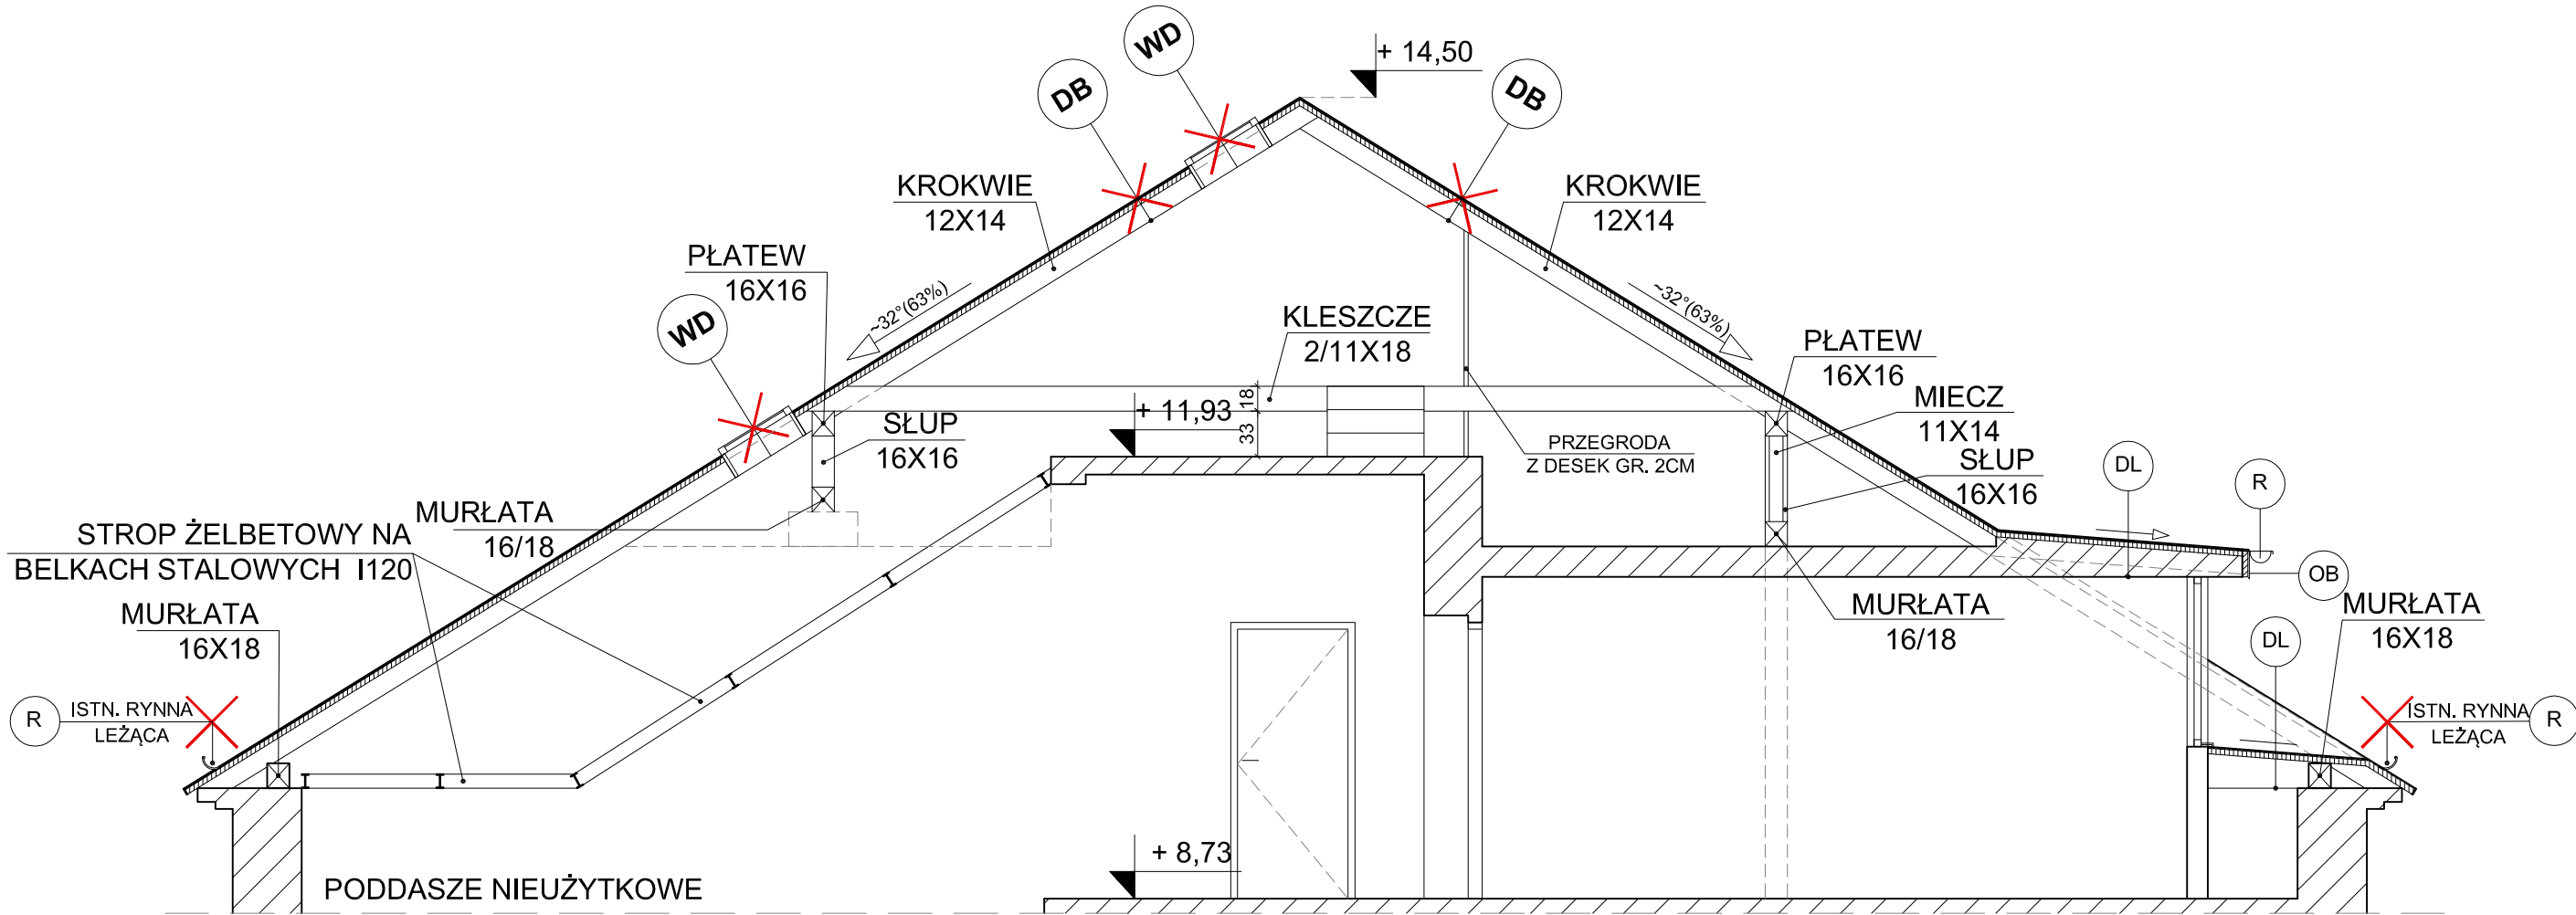 WD
+ 14,50
DB
DB
KROKWIE
12X14
KROKWIE
12X14
PŁATEW
16X16
~32°(63%)
~32°(63%)
WD
KLESZCZE
2/11X18
PŁATEW
16X16
18
33
+ 11,93
MIECZ
11X14
SŁUP
16X16
PRZEGRODA
Z DESEK GR. 2CM
SŁUP
16X16
DL
R
MURŁATA
16/18
STROP ŻELBETOWY NA
BELKACH STALOWYCH I120
OB
MURŁATA
16X18
MURŁATA
16/18
MURŁATA
16X18
DL
R
ISTN. RYNNA
LEŻĄCA
ISTN. RYNNA
LEŻĄCA
R
+ 8,73
PODDASZE NIEUŻYTKOWE